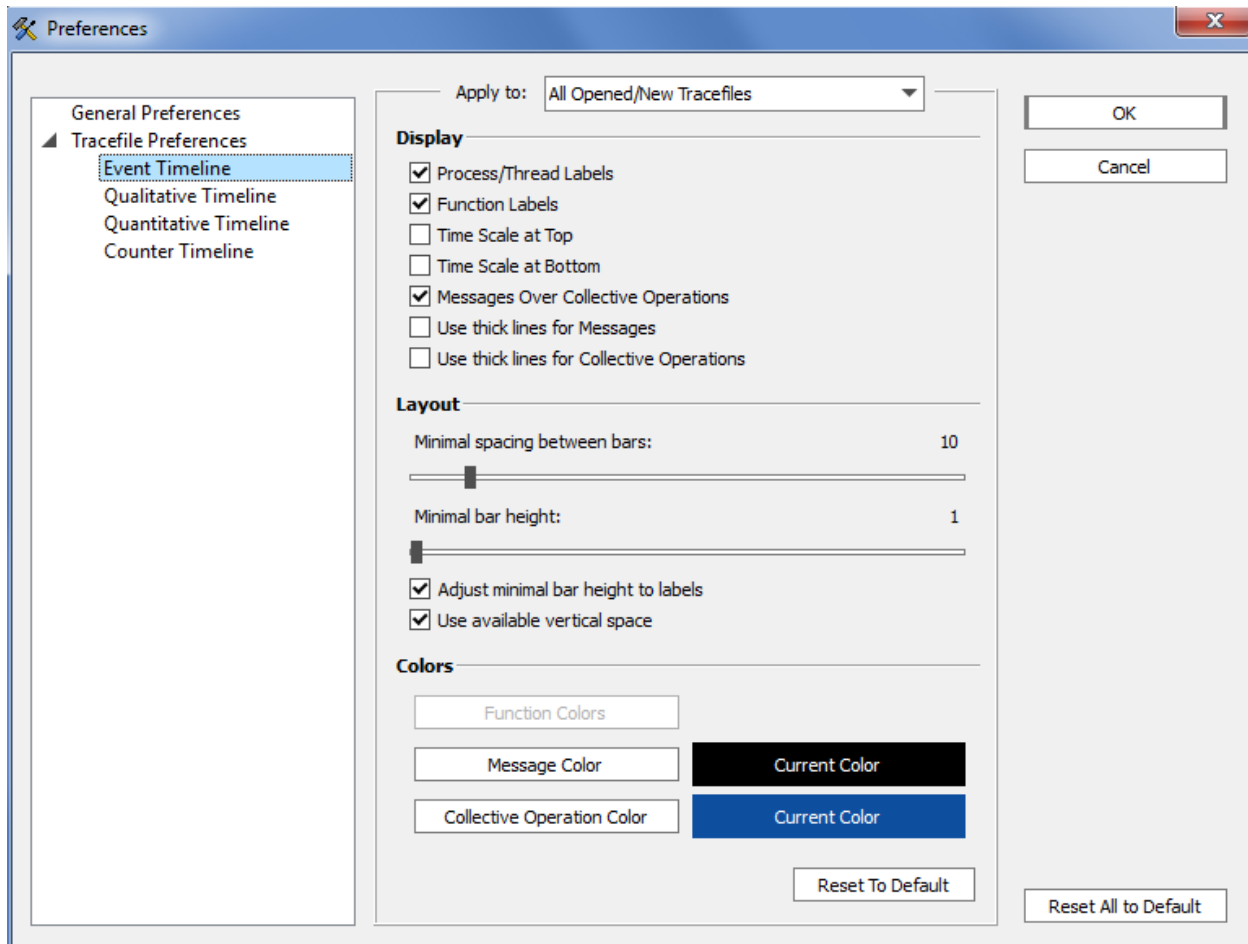 Preferences
General Preferences
Tracefile Preferences
Event Timeline
Qualitative Timeline
Quantitative Timeline
Counter Timeline
Apply to: All Opened/New Tracefiles
Display
Process/Thread Labels
Function Labels
Time Scale at Top
Time Scale at Bottom
Messages Over Collective Operations
Use thick lines for Messages
Use thick lines for Collective Operations
Layout
Minimal spacing between bars: 10
Minimal bar height: 1
Adjust minimal bar height to labels
Use available vertical space
Colors
Function Colors
Message Color Current Color
Collective Operation Color Current Color
Reset To Default
OK
Cancel
Reset All to Default